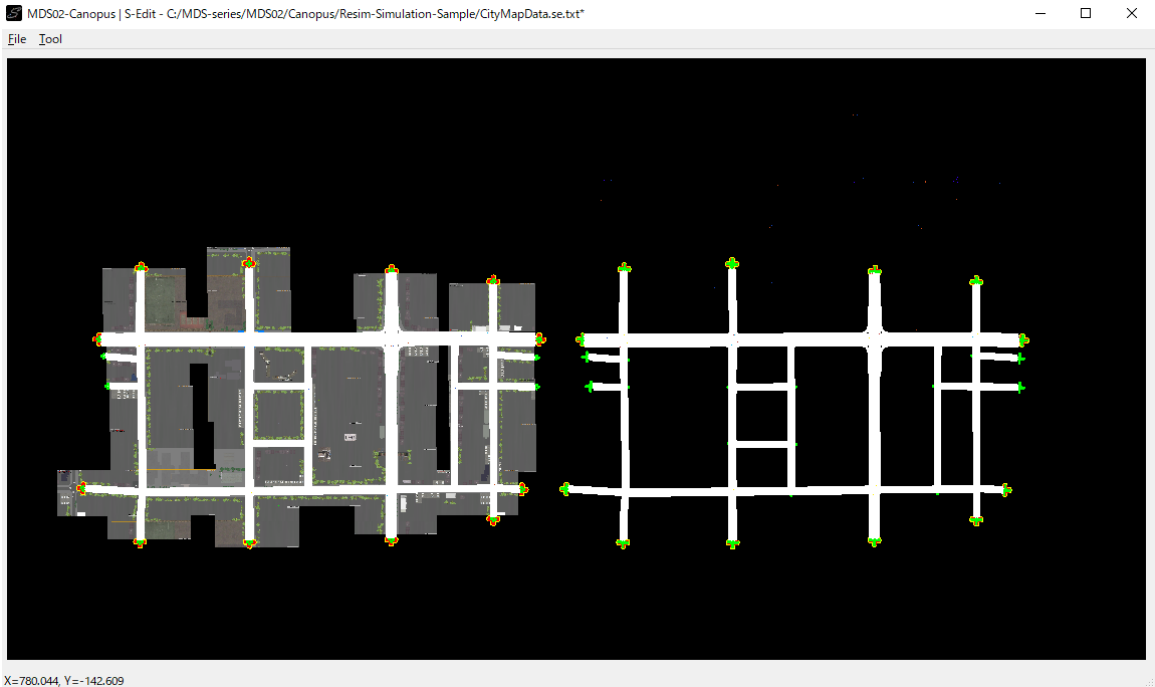 MDS02-Canopus | S-Edit - C:/MDS-series/MDS02/Canopus/Resim-Simulation-Sample/CityMapData.se.txt*
File Tool
X=780.044, Y=-142.609